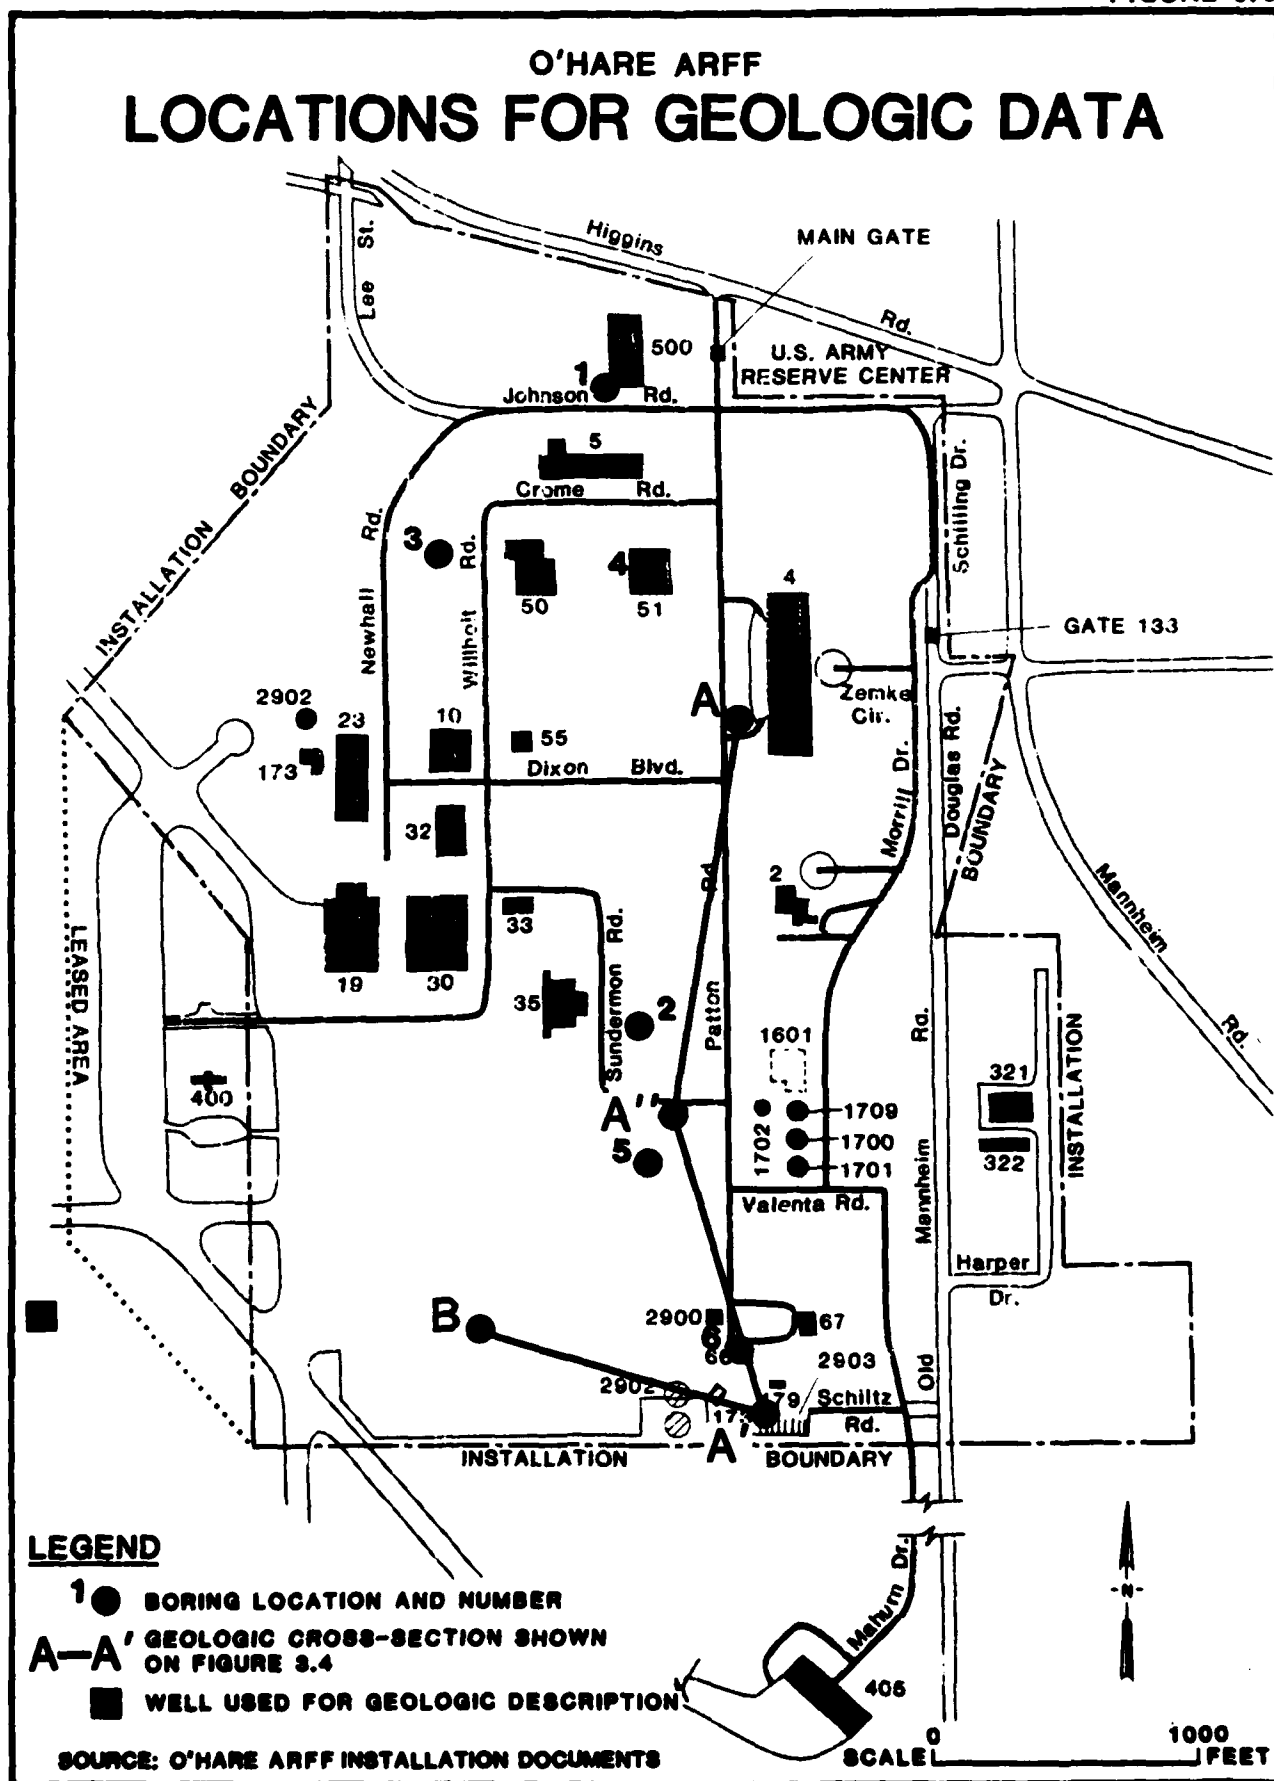 O'HARE ARFF
LOCATIONS FOR GEOLOGIC DATA
Higgins
MAIN GATE
Lee St.
Rd.
500
U.S. ARMY
RESERVE CENTER
1
Johnson Rd.
INSTALLATION BOUNDARY
5
Crome Rd.
Schilling Dr.
Newhall Rd.
3
Willholt Rd.
50
4
51
4
GATE 133
2902
23
10
A
Zemke
Cir.
173
55
Dixon Blvd.
Morrill Dr.
Douglas Rd.
BOUNDARY
32
2
Rd.
Mannheim
33
19
30
LEASED AREA
35
Sundermon Rd.
2
Patton
1601
Rd.
Rd.
321
400
A''
1709
1702
1700
INSTALLATION
5
1701
322
Valenta Rd.
Mannheim
Harper
Dr.
B
2900
67
6
66
2903
2902
179
Schiltz
Old
Rd.
A'
INSTALLATION BOUNDARY
LEGEND
1 BORING LOCATION AND NUMBER
A—A' GEOLOGIC CROSS-SECTION SHOWN
ON FIGURE 3.4
WELL USED FOR GEOLOGIC DESCRIPTION
-N-
Mahurn Dr.
405
SOURCE: O'HARE ARFF INSTALLATION DOCUMENTS
0 1000
SCALE FEET